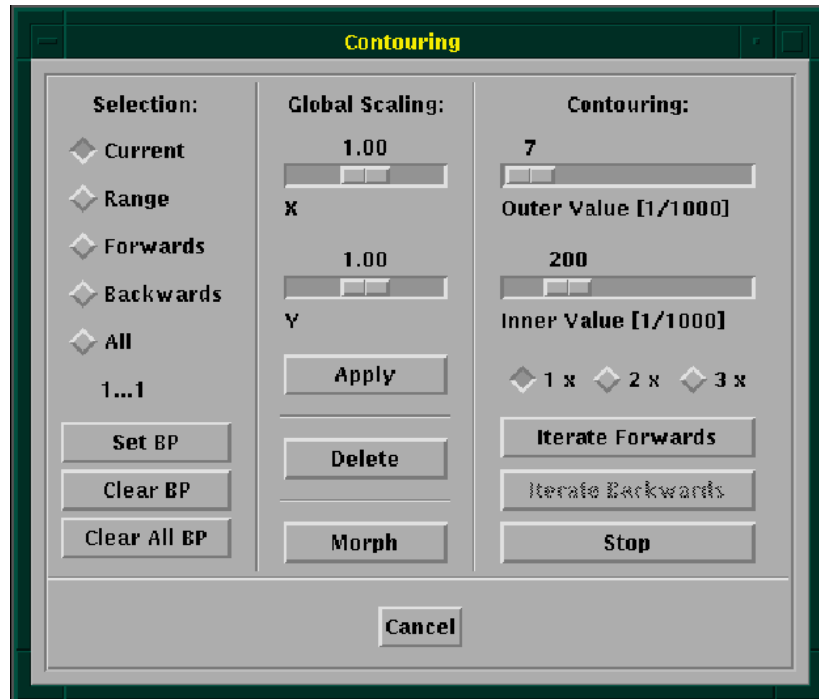 Contouring
Selection:
Current
Range
Forwards
Backwards
All
1...1
Set BP
Clear BP
Clear All BP
Global Scaling:
1.00
X
1.00
Y
Apply
Delete
Morph
Contouring:
7
Outer Value [1/1000]
200
Inner Value [1/1000]
1 x 2 x 3 x
Iterate Forwards
Iterate Backwards
Stop
Cancel